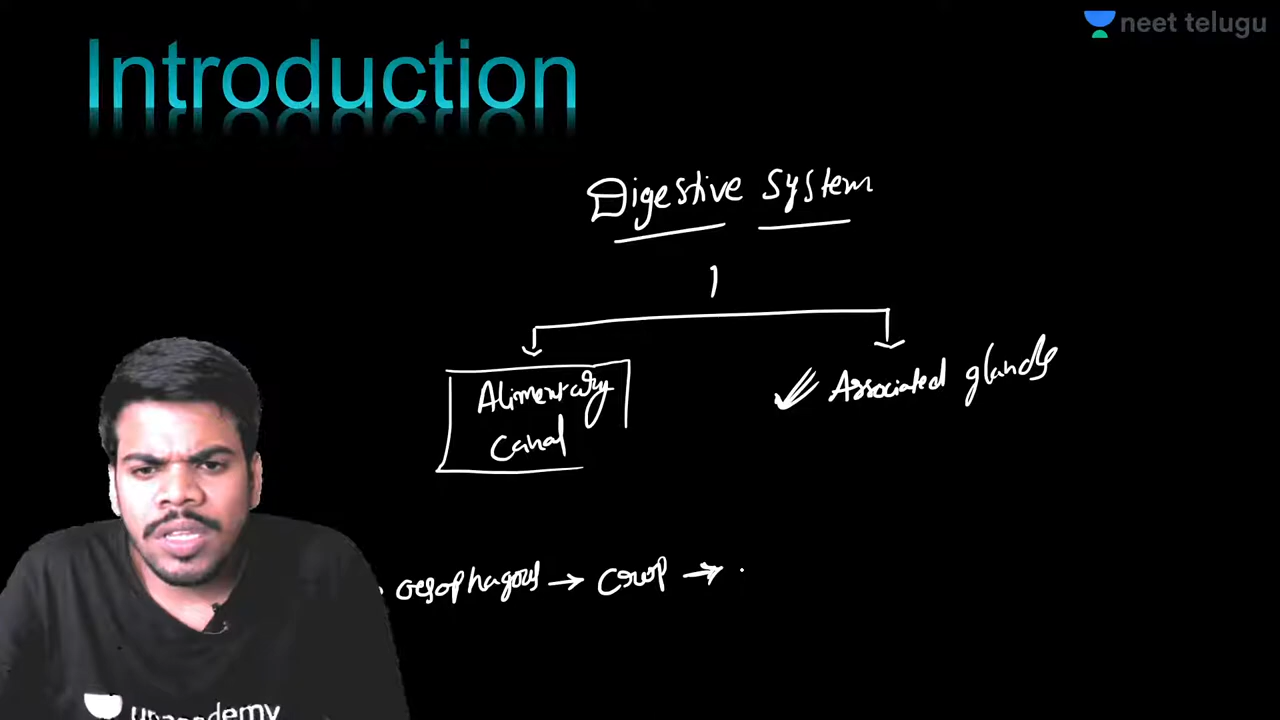 neet telugu
Introduction
Digestive system
Alimentary
canal
Associated glands
oesophagous → crop →
unacademy